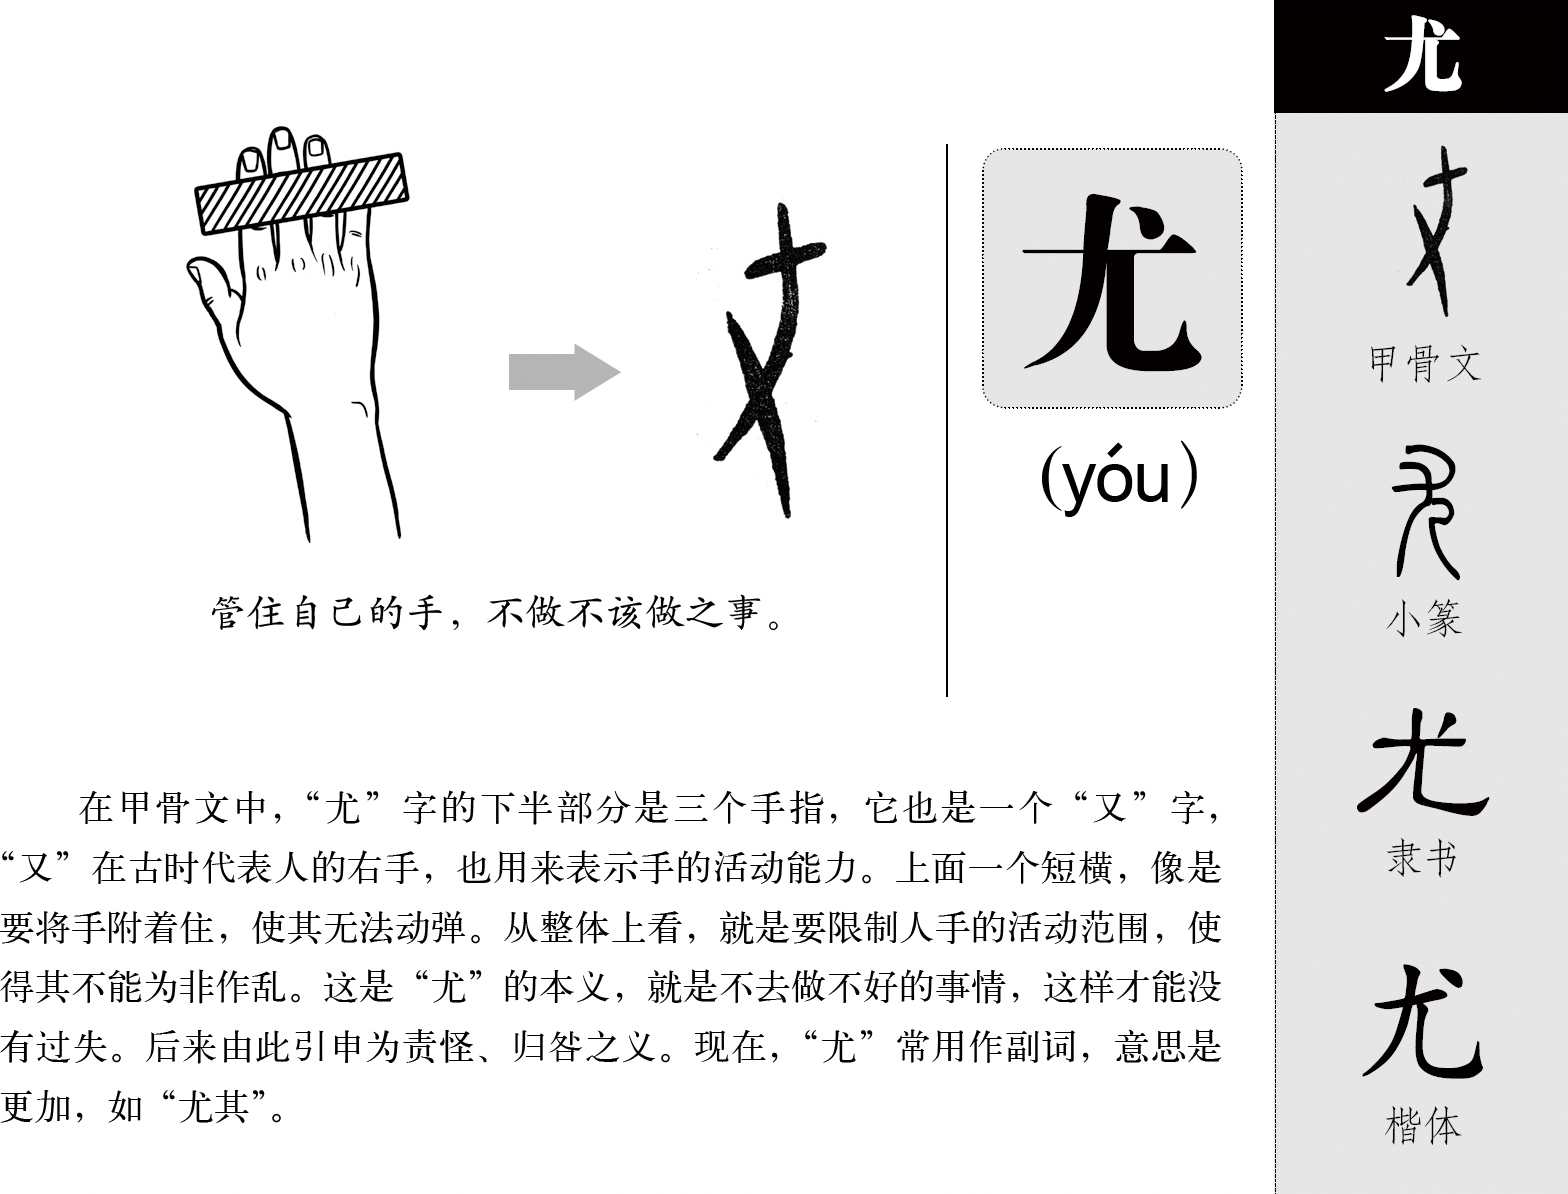 尤
管住自己的手，不做不该做之事。
尤
（yóu）
在甲骨文中，“尤”字的下半部分是三个手指，它也是一个“又”字，
“又”在古时代表人的右手，也用来表示手的活动能力。上面一个短横，像是
要将手附着住，使其无法动弹。从整体上看，就是要限制人手的活动范围，使
得其不能为非作乱。这是“尤”的本义，就是不去做不好的事情，这样才能没
有过失。后来由此引申为责怪、归咎之义。现在，“尤”常用作副词，意思是
更加，如“尤其”。
甲骨文
小篆
尤
隶书
尤
楷体